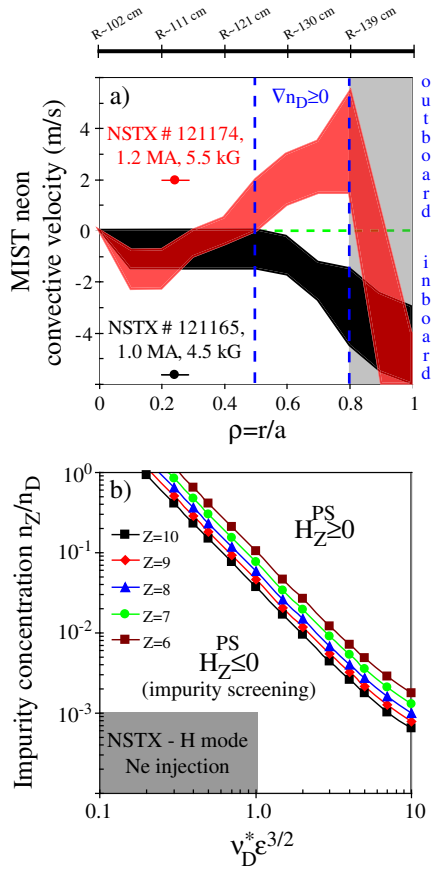 R~102 cm
R~111 cm
R~120 cm
R~130 cm
R~139 cm
a)
∇n_D≥0
NSTX # 121174,
1.2 MA, 5.5 kG
NSTX # 121165,
1.0 MA, 4.5 kG
outboard
inboard
MIST neon
convective velocity (m/s)
4
2
0
-2
-4
0
0.2
0.4
0.6
0.8
1
ρ=r/a
b)
H_Z^PS≥0
Z=10
Z=9
Z=8
Z=7
Z=6
H_Z^PS≤0
(impurity screening)
NSTX - H mode
Ne injection
Impurity concentration n_Z/n_D
10^0
10^-1
10^-2
10^-3
0.1
1.0
10
ν_D^*ε^3/2